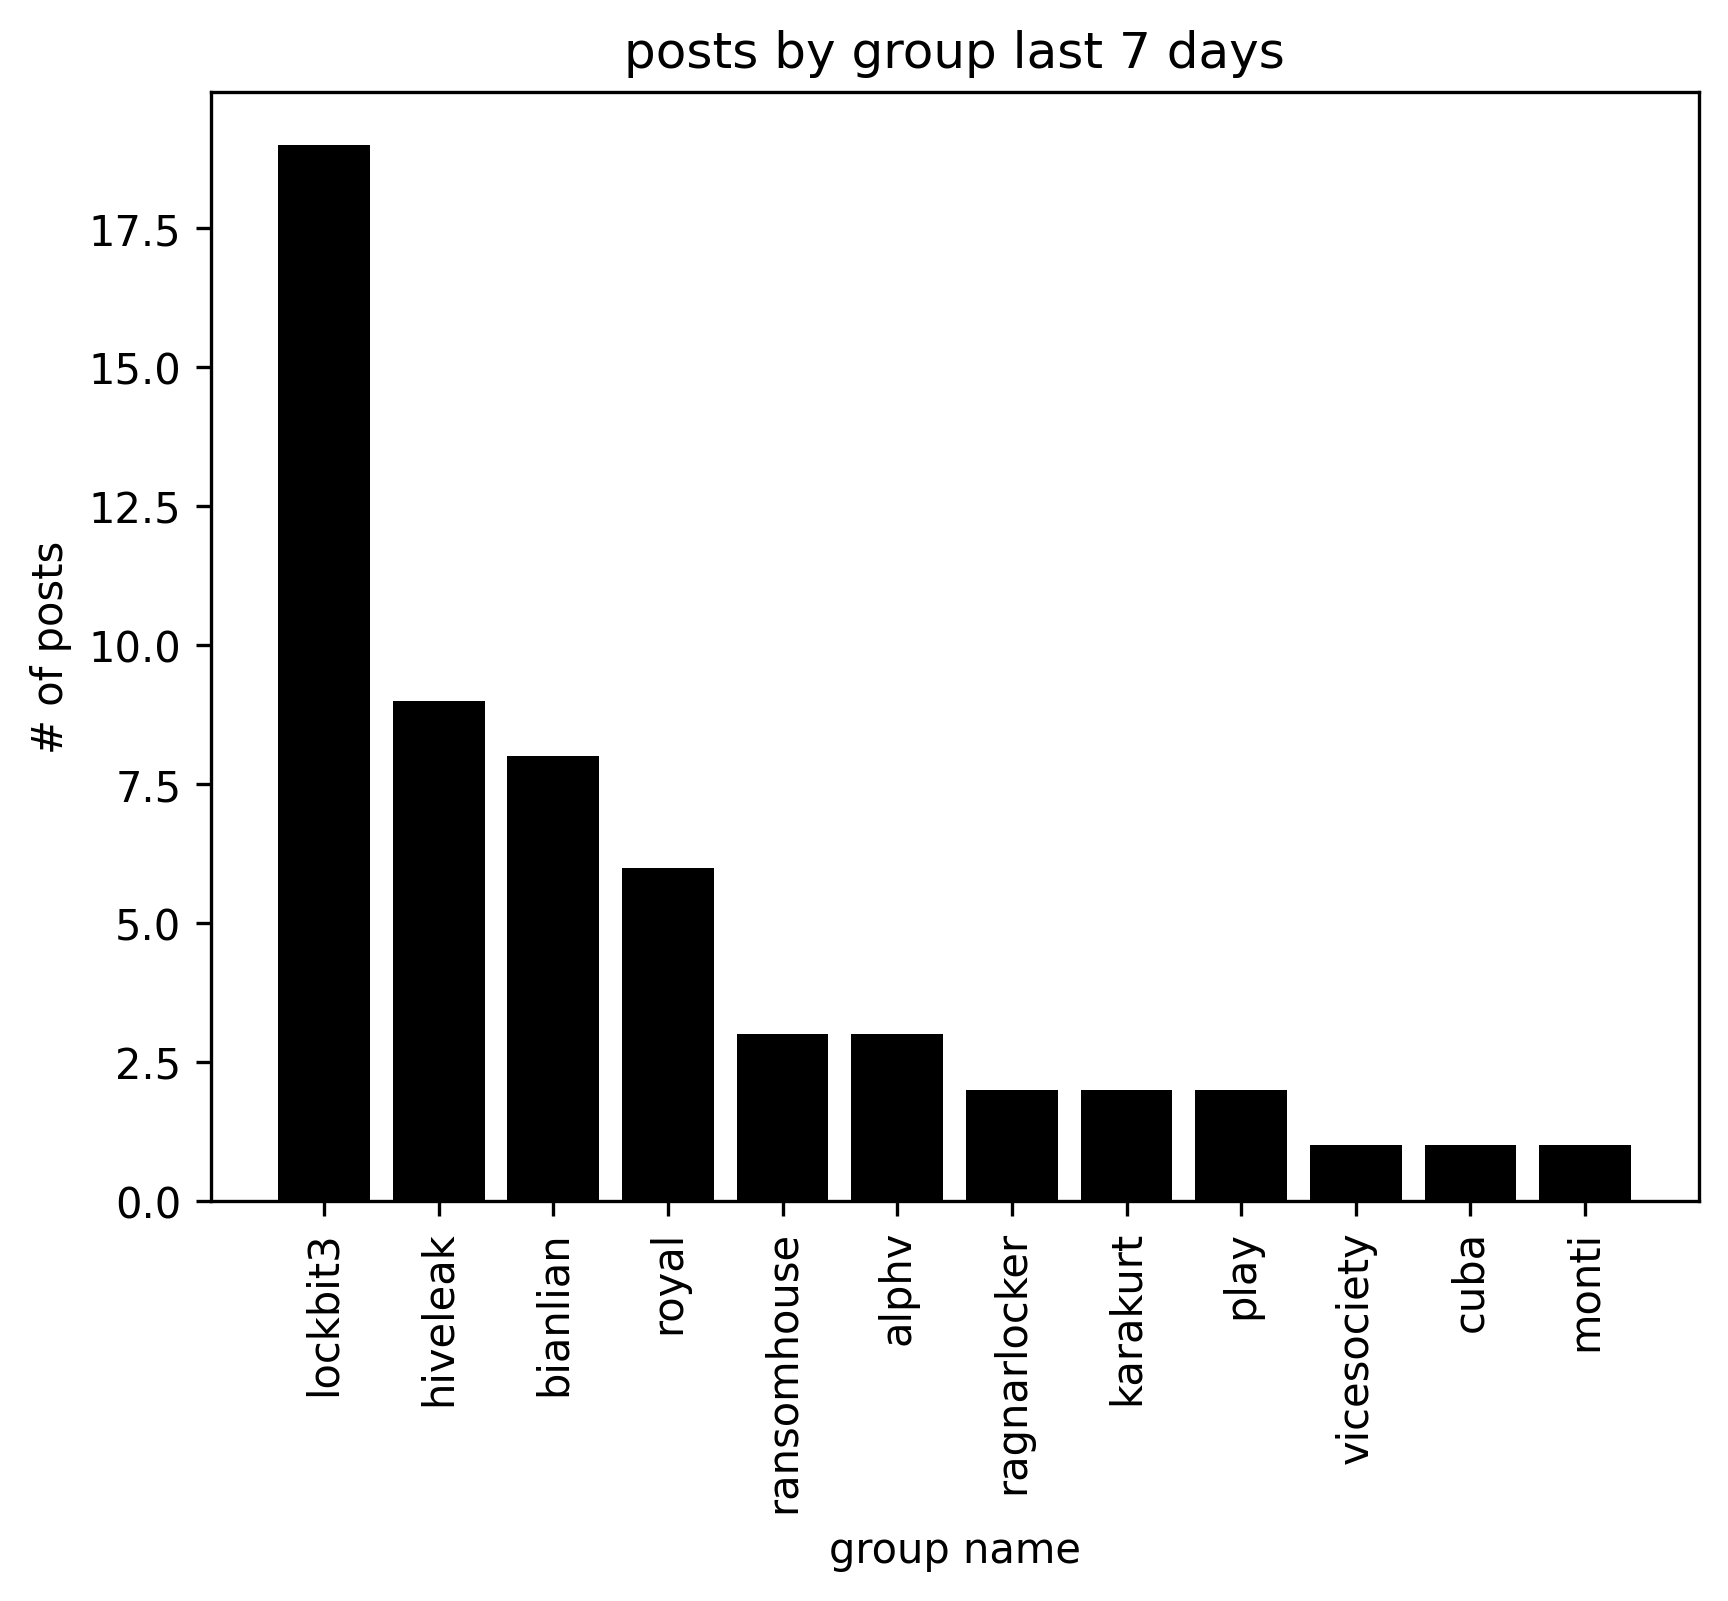 posts by group last 7 days
# of posts
17.5
15.0
12.5
10.0
7.5
5.0
2.5
0.0
lockbit3
hiveleak
bianlian
royal
ransomhouse
alphv
ragnarlocker
karakurt
play
vicesociety
cuba
monti
group name